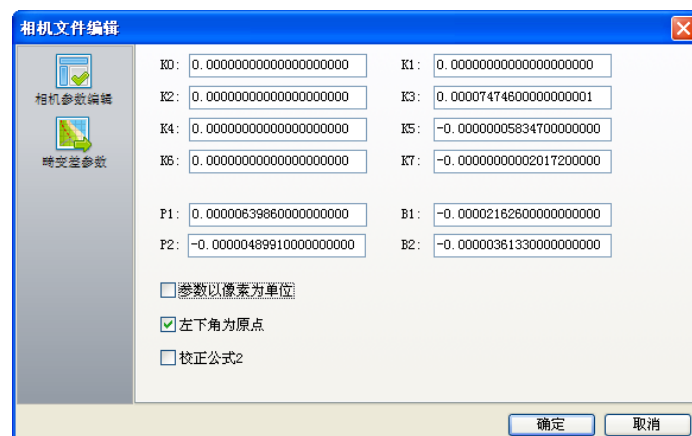 相机文件编辑
相机参数编辑
畸变差参数
K0: 0.00000000000000000000 K1: 0.00000000000000000000
K2: 0.00000000000000000000 K3: 0.00007474600000000001
K4: 0.00000000000000000000 K5: -0.00000005834700000000
K6: 0.00000000000000000000 K7: -0.00000000002017200000
P1: 0.00000639860000000000 B1: -0.00002162600000000000
P2: -0.00000489910000000000 B2: -0.00000361330000000000
参数以像素为单位
左下角为原点
校正公式2
确定 取消